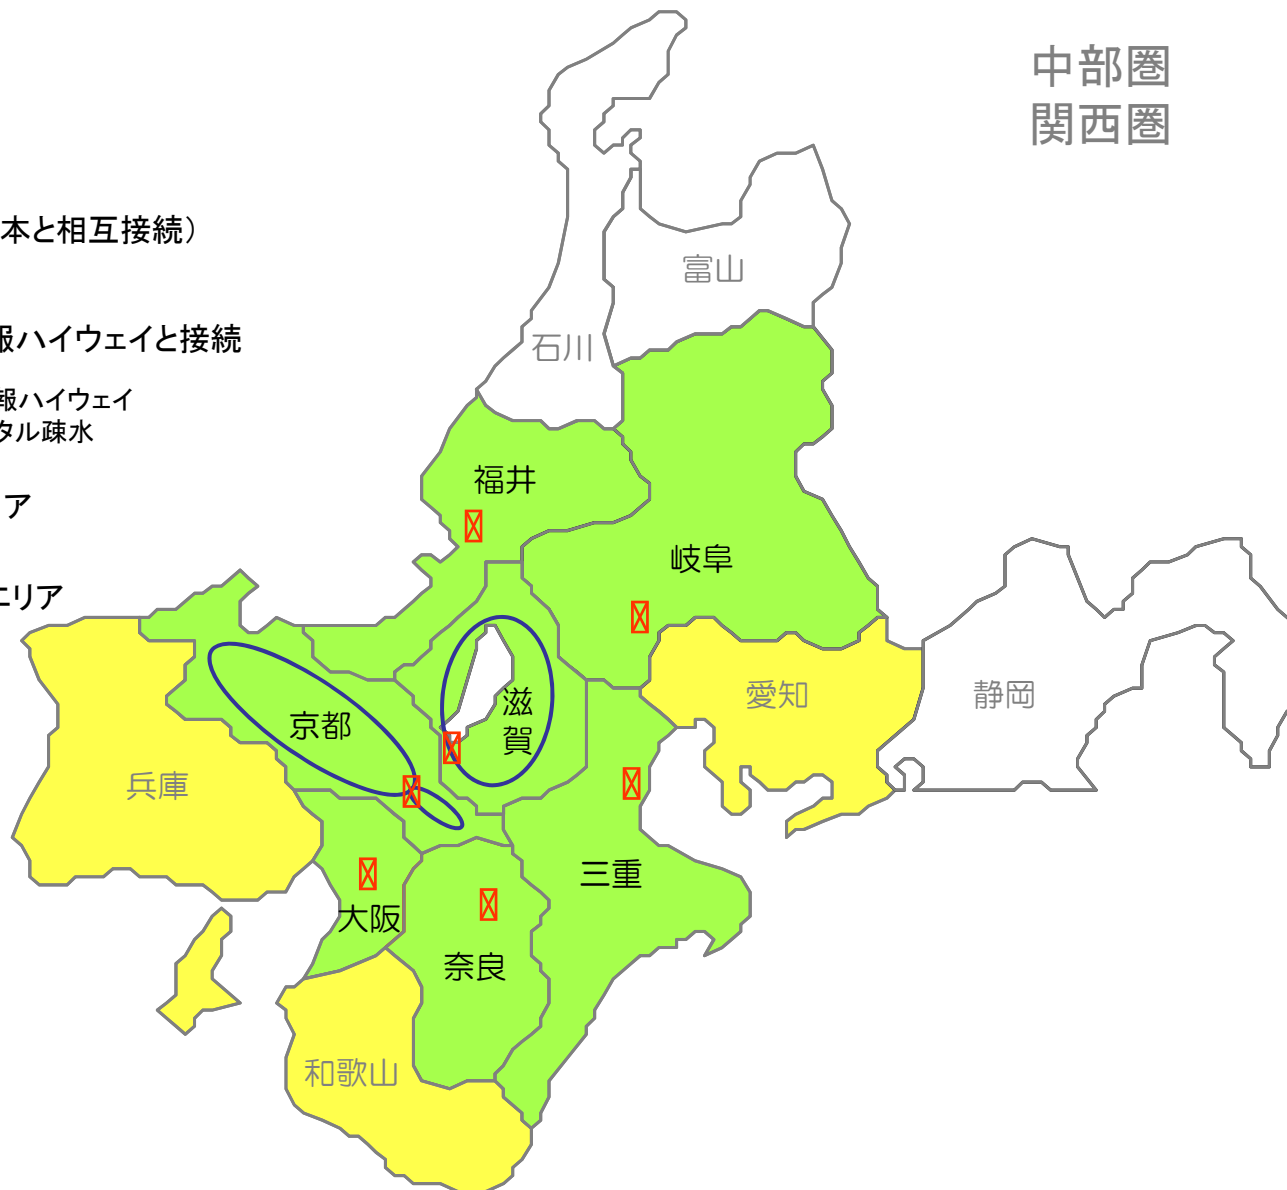 中部圏
関西圏
本と相互接続）
報ハイウェイと接続
報ハイウェイ
タル疎水
ア
エリア
富山
石川
福井
岐阜
愛知
静岡
滋賀
京都
兵庫
三重
大阪
奈良
和歌山